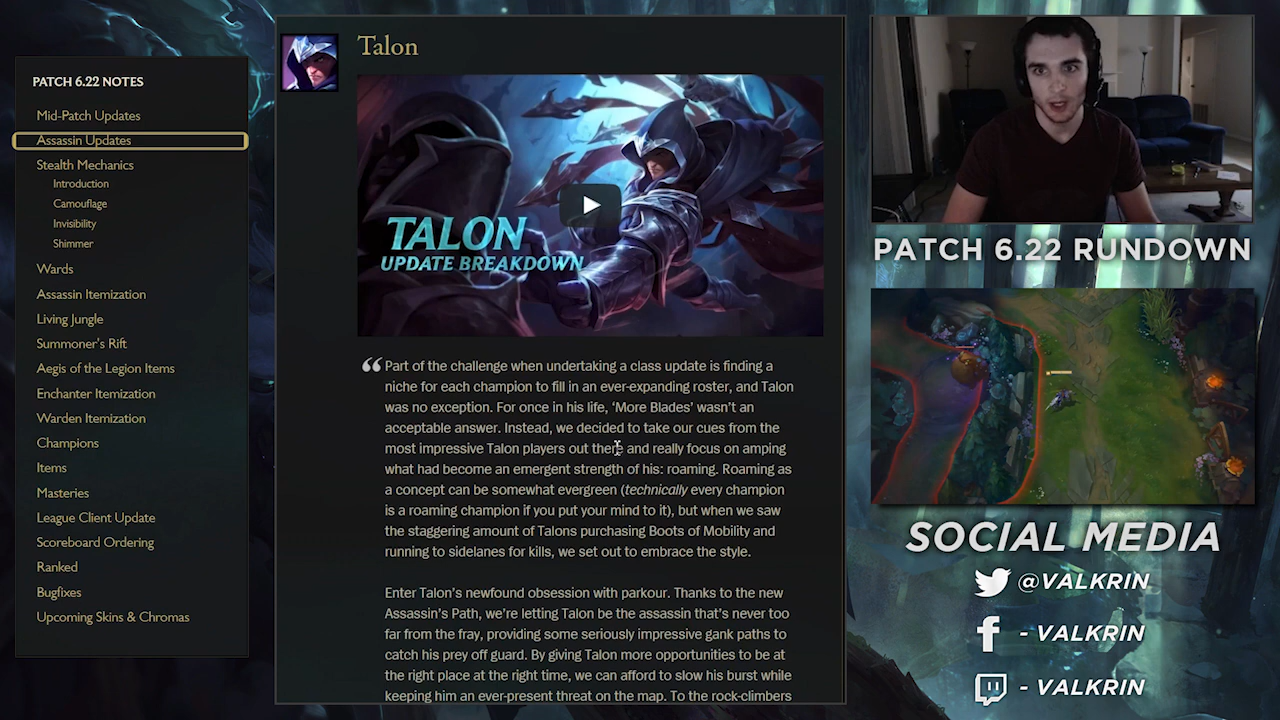 PATCH 6.22 NOTES
Mid-Patch Updates
Assassin Updates
Stealth Mechanics
Introduction
Camouflage
Invisibility
Shimmer
Wards
Assassin Itemization
Living Jungle
Summoner's Rift
Aegis of the Legion Items
Enchanter Itemization
Warden Itemization
Champions
Items
Masteries
League Client Update
Scoreboard Ordering
Ranked
Bugfixes
Upcoming Skins & Chromas
Talon
TALON
UPDATE BREAKDOWN
“ Part of the challenge when undertaking a class update is finding a
niche for each champion to fill in an ever-expanding roster, and Talon
was no exception. For once in his life, ‘More Blades’ wasn’t an
acceptable answer. Instead, we decided to take our cues from the
most impressive Talon players out there and really focus on amping
what had become an emergent strength of his: roaming. Roaming as
a concept can be somewhat evergreen (technically every champion
is a roaming champion if you put your mind to it), but when we saw
the staggering amount of Talons purchasing Boots of Mobility and
running to sidelanes for kills, we set out to embrace the style.
Enter Talon’s newfound obsession with parkour. Thanks to the new
Assassin’s Path, we’re letting Talon be the assassin that’s never too
far from the fray, providing some seriously impressive gank paths to
catch his prey off guard. By giving Talon more opportunities to be at
the right place at the right time, we can afford to slow his burst while
keeping him an ever-present threat on the map. To the rock-climbers
PATCH 6.22 RUNDOWN
SOCIAL MEDIA
@VALKRIN
- VALKRIN
- VALKRIN